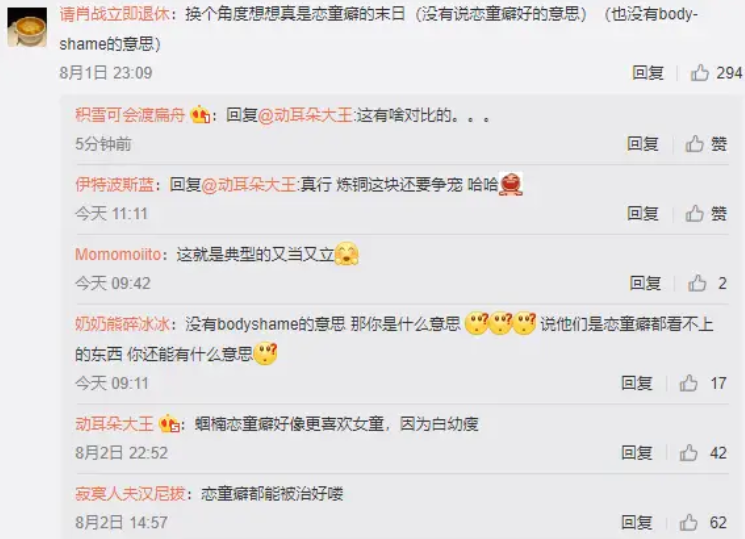 请肖战立即退休：换个角度想想真是恋童癖的末日（没有说恋童癖好的意思）（也没有body-
shame的意思）
8月1日 23:09 回复 294
积雪可会渡扁舟：回复@动耳朵大王:这有啥对比的。。。
5分钟前 回复 赞
伊特波斯蓝：回复@动耳朵大王:真行 炼铜这块还要争宠 哈哈
今天 11:11 回复 赞
Momomoiito：这就是典型的又当又立
今天 09:42 回复 2
奶奶熊碎冰冰：没有bodyshame的意思 那你是什么意思 说他们是恋童癖都看不上
的东西 你还能有什么意思
今天 09:11 回复 17
动耳朵大王：蝈楠恋童癖好像更喜欢女童，因为白幼瘦
8月2日 22:52 回复 42
寂寞人夫汉尼拔：恋童癖都能被治好喽
8月2日 14:57 回复 62